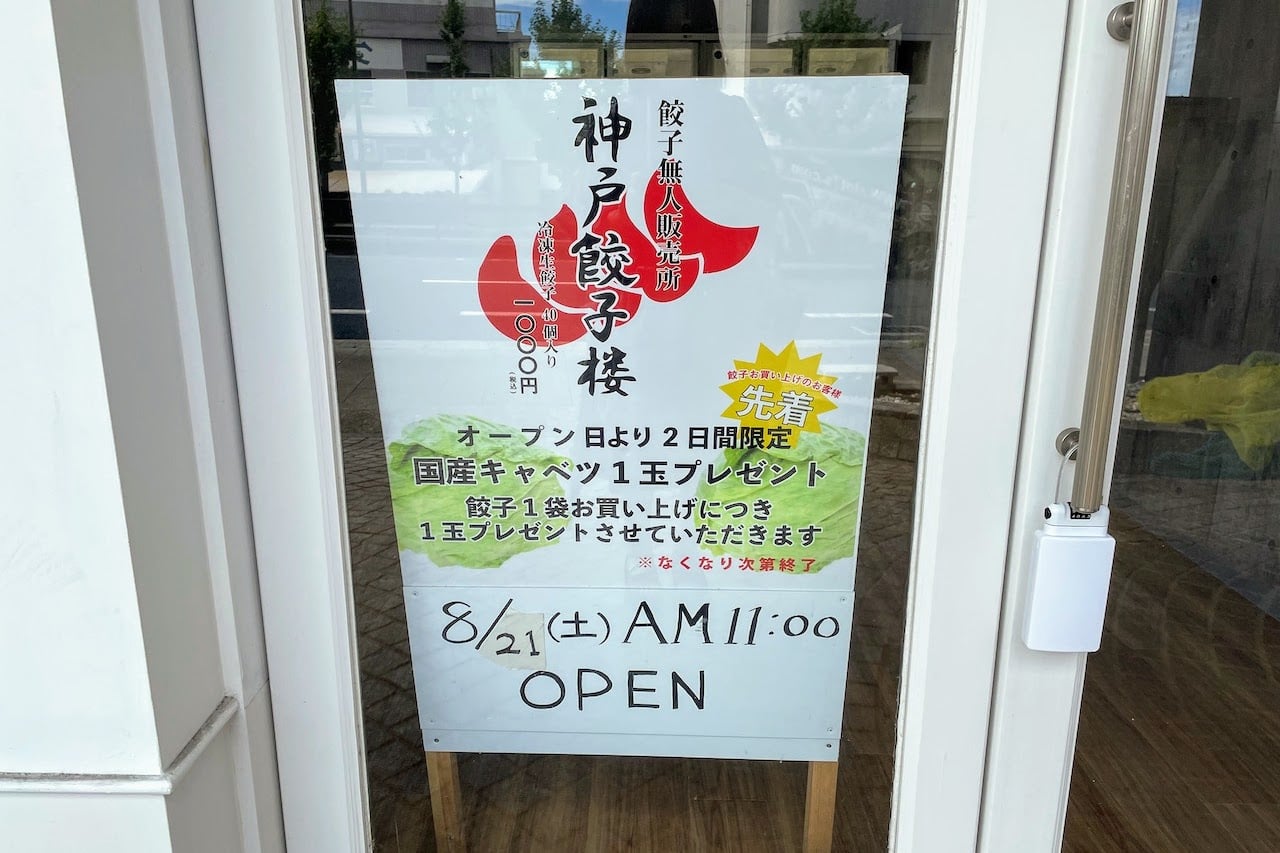 餃子無人販売所
神戸餃子楼
冷凍生餃子40個入り
一〇〇〇円
(税込)
餃子お買い上げのお客様
先着
オープン日より2日間限定
国産キャベツ1玉プレゼント
餃子1袋お買い上げにつき
1玉プレゼントさせていただきます
※なくなり次第終了
8/21(土)AM11:00
OPEN